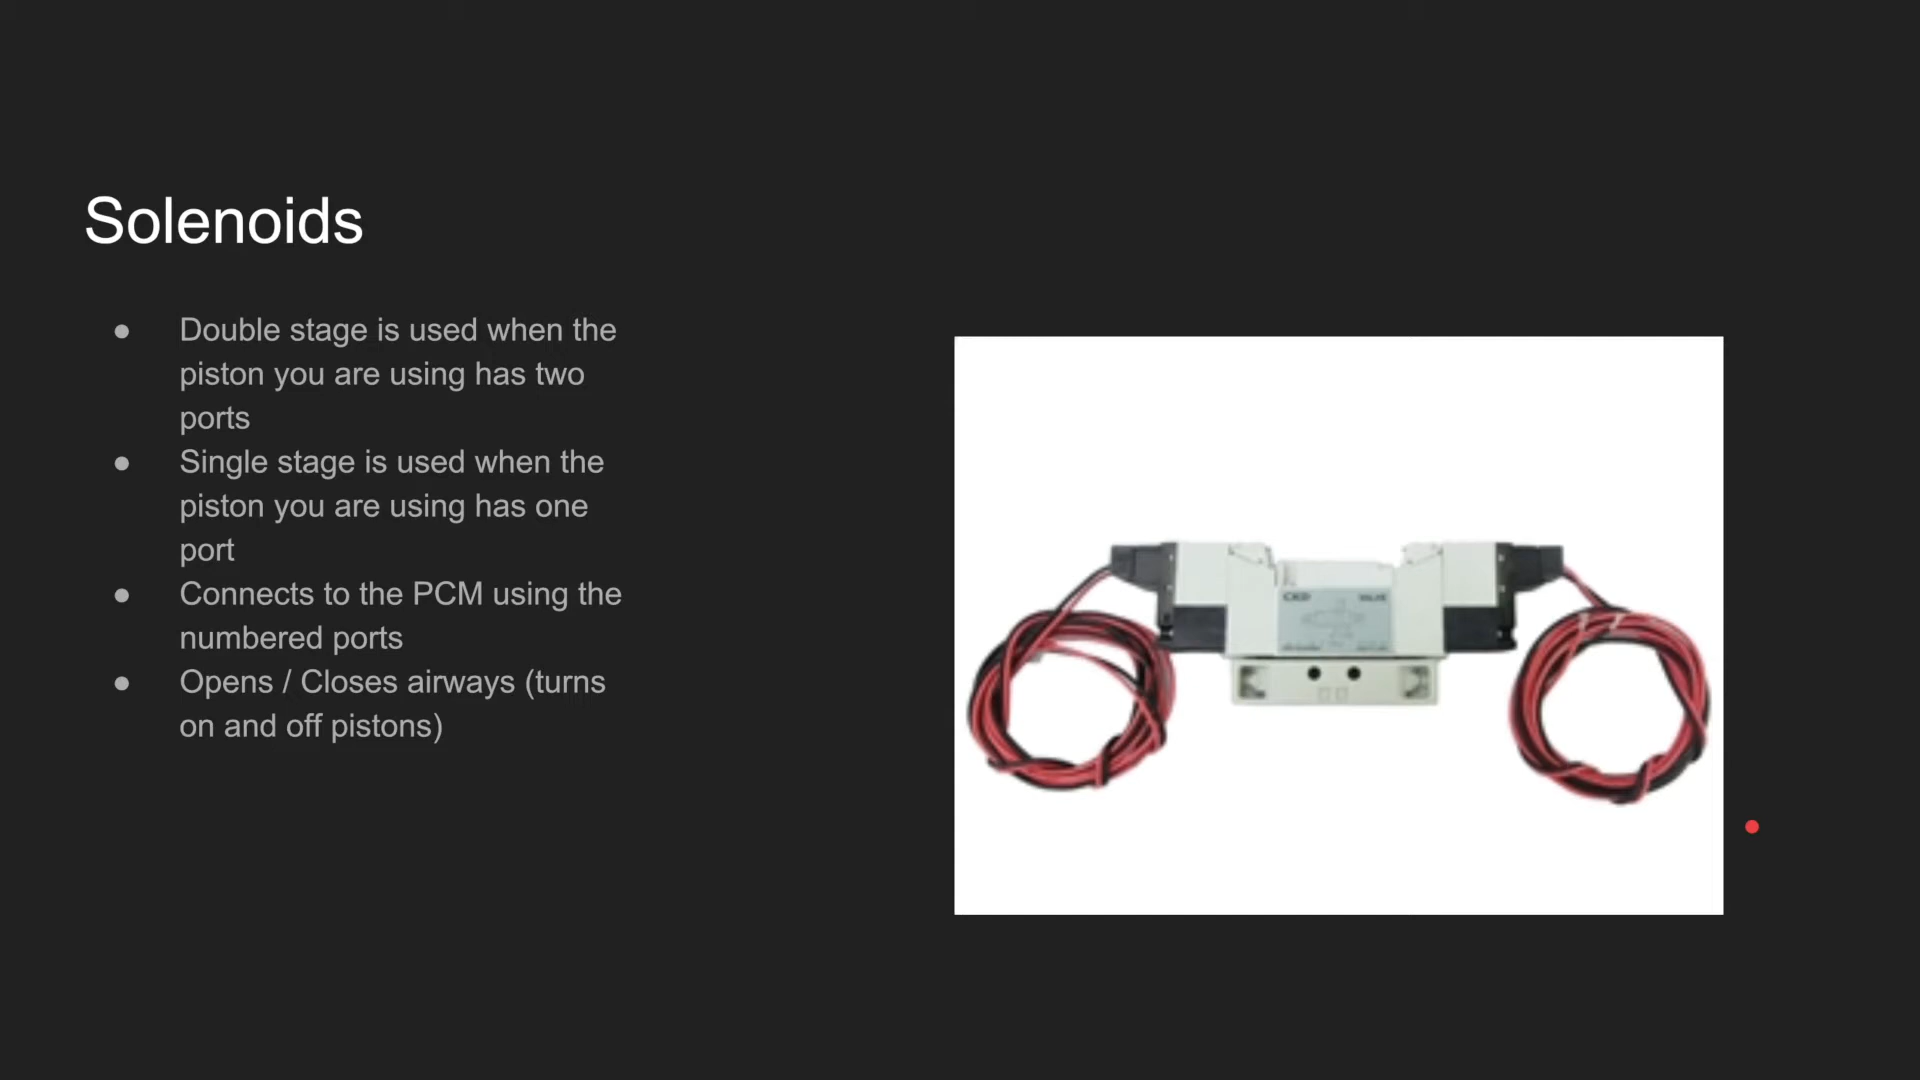 Solenoids
● Double stage is used when the
piston you are using has two
ports
● Single stage is used when the
piston you are using has one
port
● Connects to the PCM using the
numbered ports
● Opens / Closes airways (turns
on and off pistons)
CKD